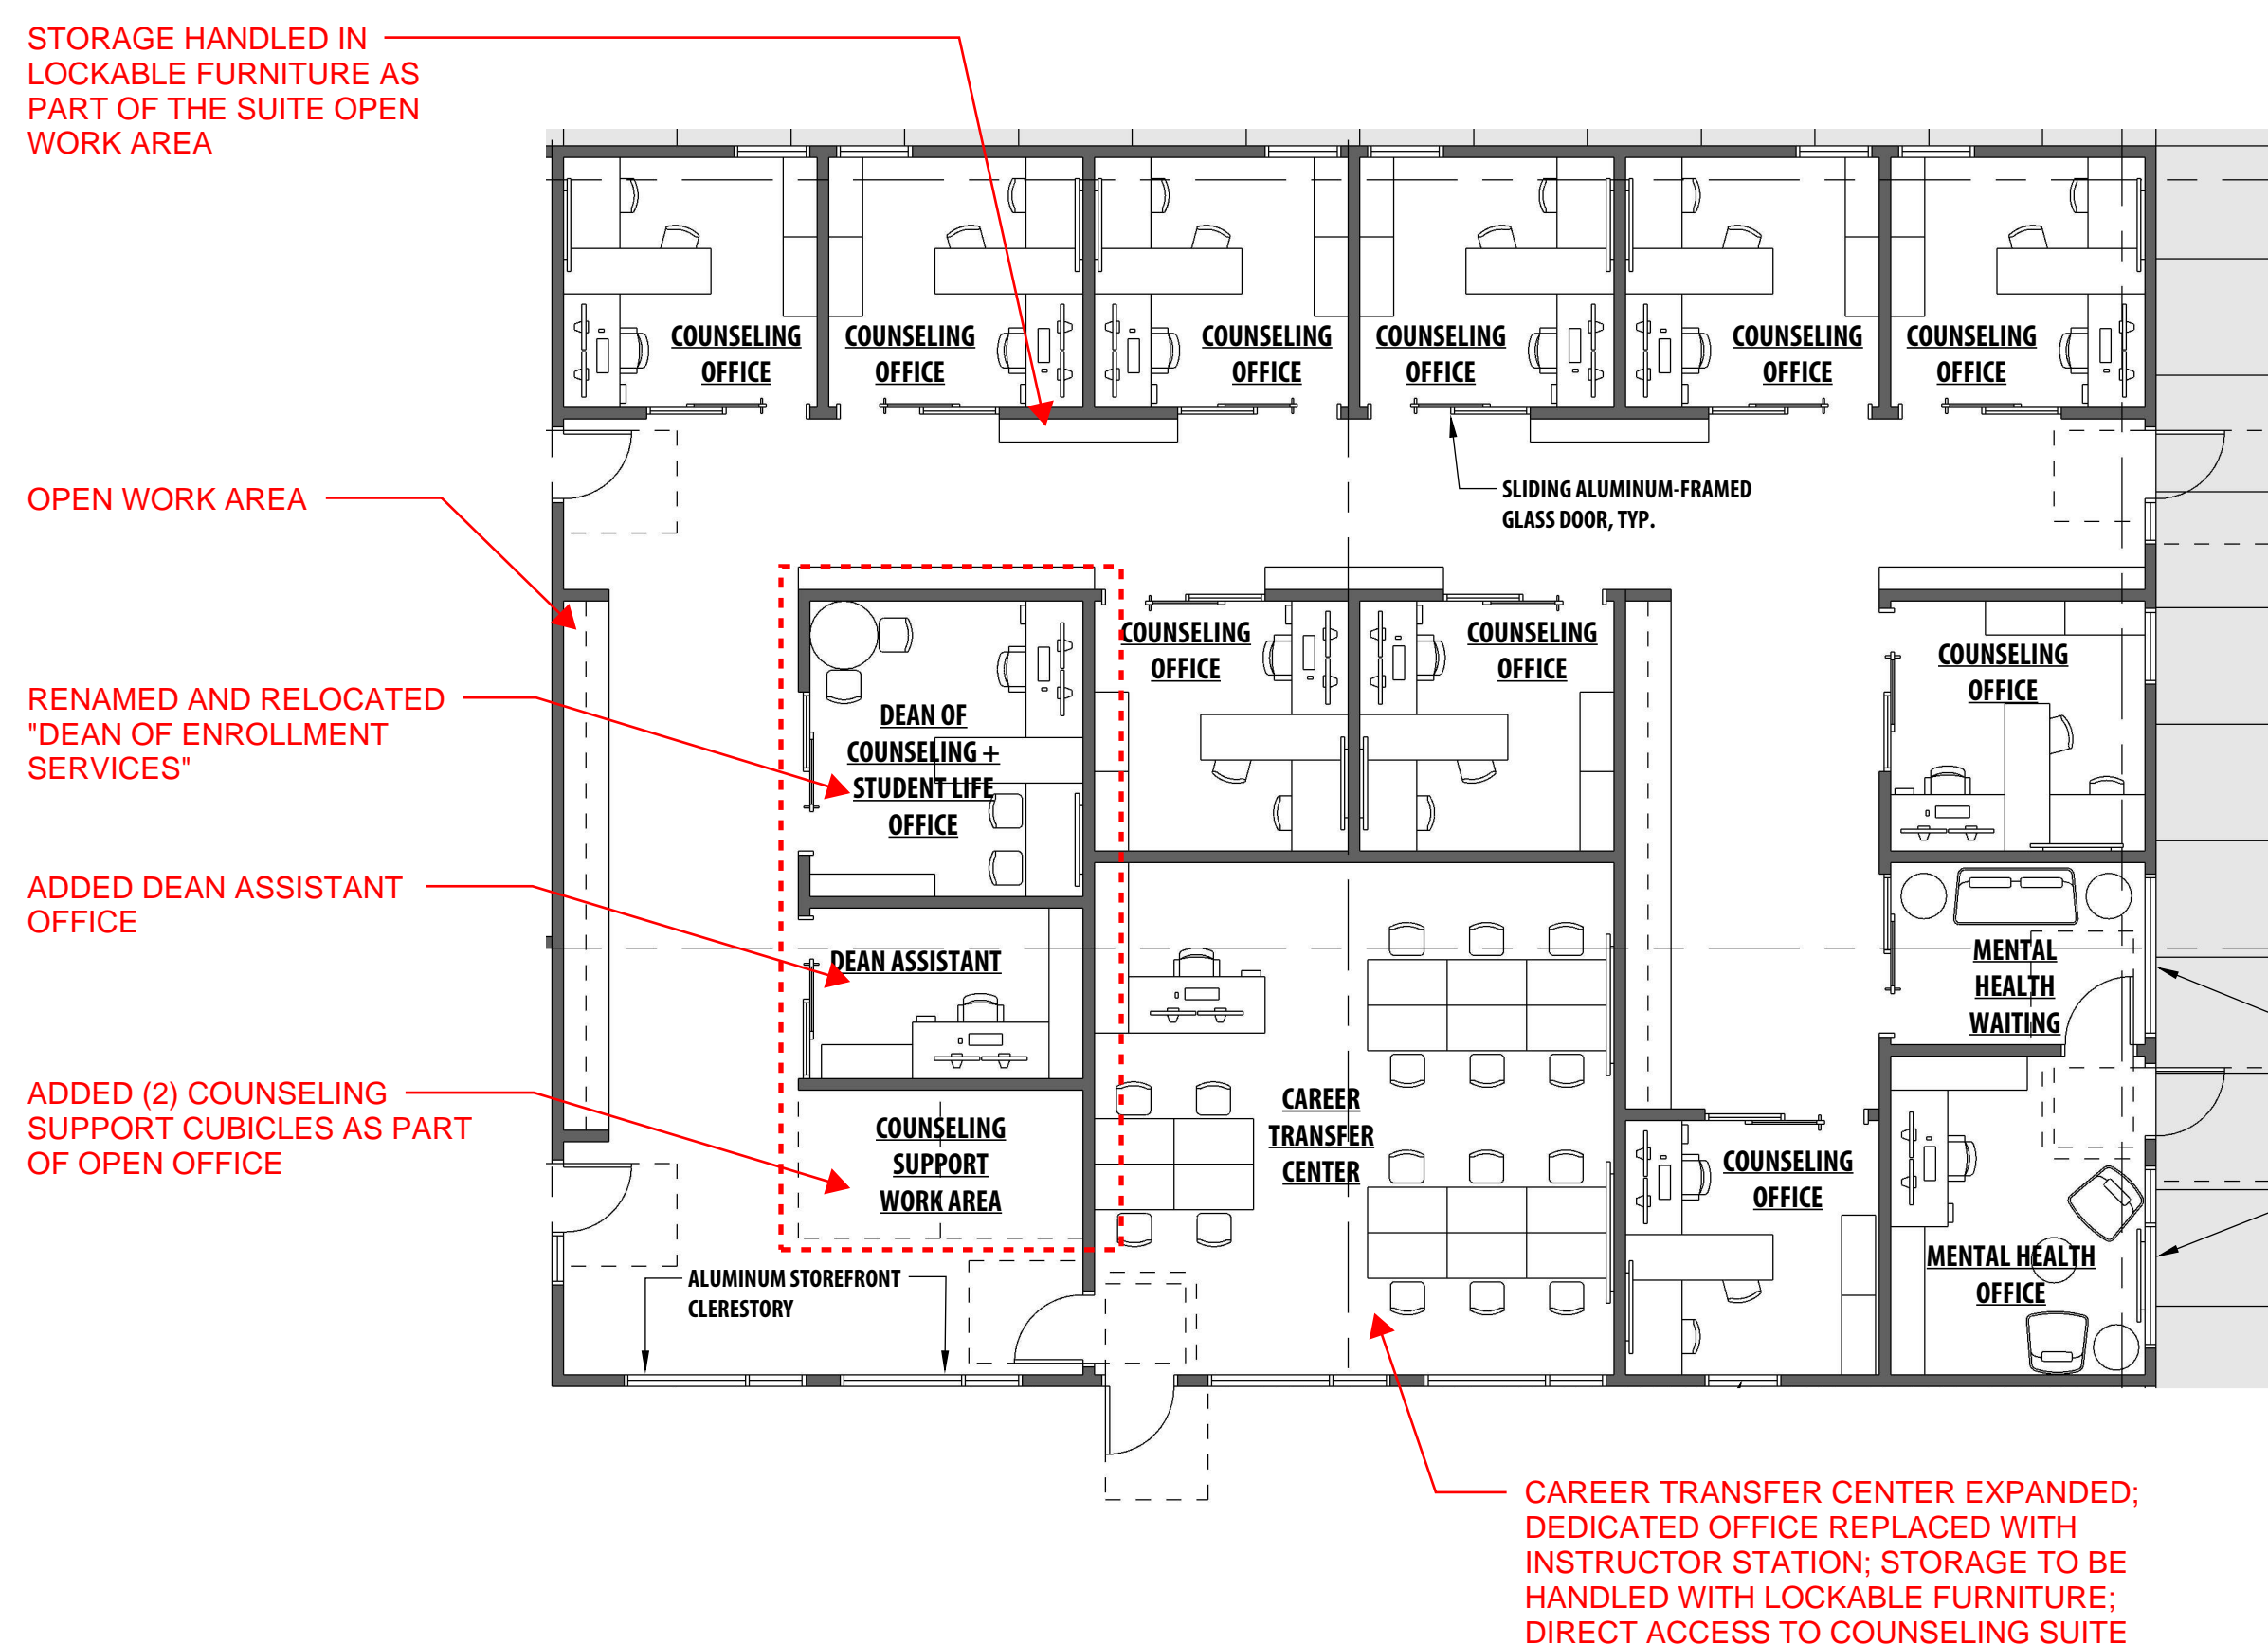 STORAGE HANDLED IN
LOCKABLE FURNITURE AS
PART OF THE SUITE OPEN
WORK AREA
COUNSELING
OFFICE
COUNSELING
OFFICE
COUNSELING
OFFICE
COUNSELING
OFFICE
COUNSELING
OFFICE
COUNSELING
OFFICE
OPEN WORK AREA
SLIDING ALUMINUM-FRAMED
GLASS DOOR, TYP.
RENAMED AND RELOCATED
"DEAN OF ENROLLMENT
SERVICES"
DEAN OF
COUNSELING +
STUDENT LIFE
OFFICE
COUNSELING
OFFICE
COUNSELING
OFFICE
COUNSELING
OFFICE
ADDED DEAN ASSISTANT
OFFICE
DEAN ASSISTANT
MENTAL
HEALTH
WAITING
ADDED (2) COUNSELING
SUPPORT CUBICLES AS PART
OF OPEN OFFICE
COUNSELING
SUPPORT
WORK AREA
CAREER
TRANSFER
CENTER
COUNSELING
OFFICE
MENTAL HEALTH
OFFICE
ALUMINUM STOREFRONT
CLERESTORY
CAREER TRANSFER CENTER EXPANDED;
DEDICATED OFFICE REPLACED WITH
INSTRUCTOR STATION; STORAGE TO BE
HANDLED WITH LOCKABLE FURNITURE;
DIRECT ACCESS TO COUNSELING SUITE